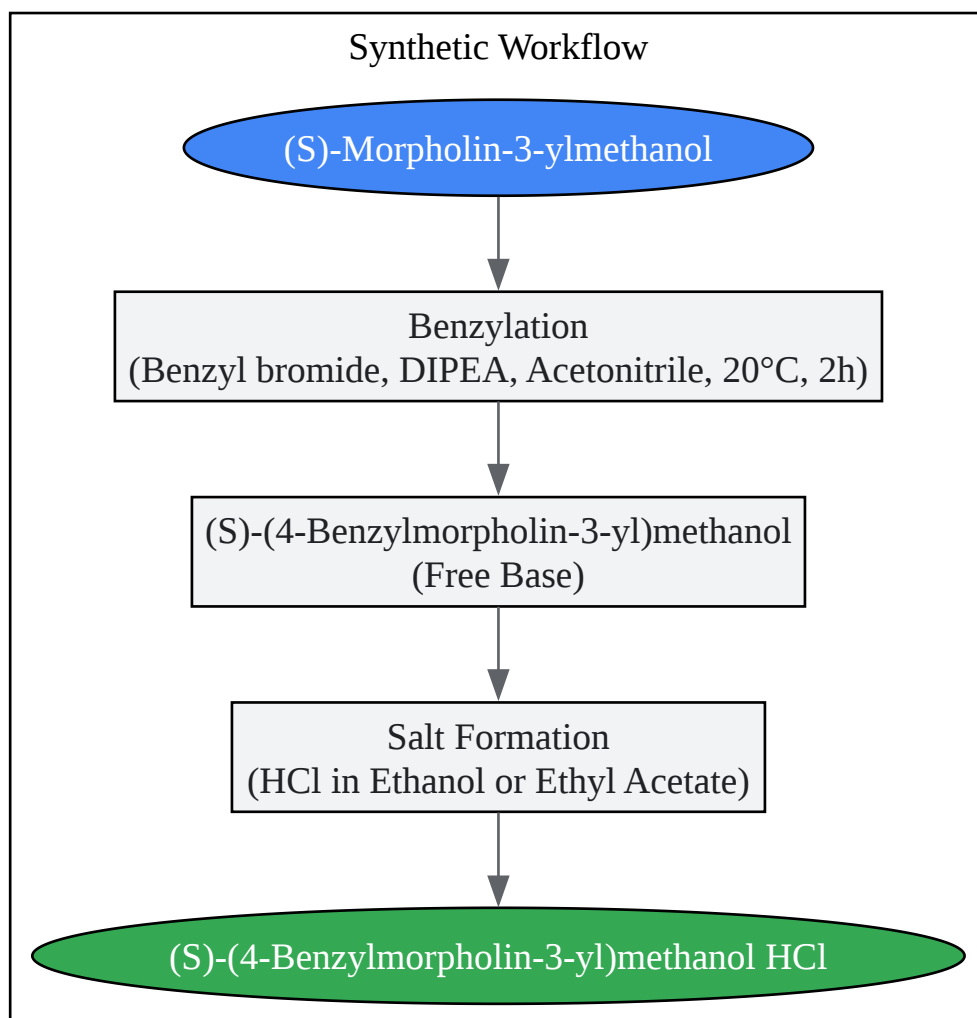 Synthetic Workflow
(S)-Morpholin-3-ylmethanol
Benzylation
(Benzyl bromide, DIPEA, Acetonitrile, 20°C, 2h)
(S)-(4-Benzylmorpholin-3-yl)methanol
(Free Base)
Salt Formation
(HCl in Ethanol or Ethyl Acetate)
(S)-(4-Benzylmorpholin-3-yl)methanol HCl